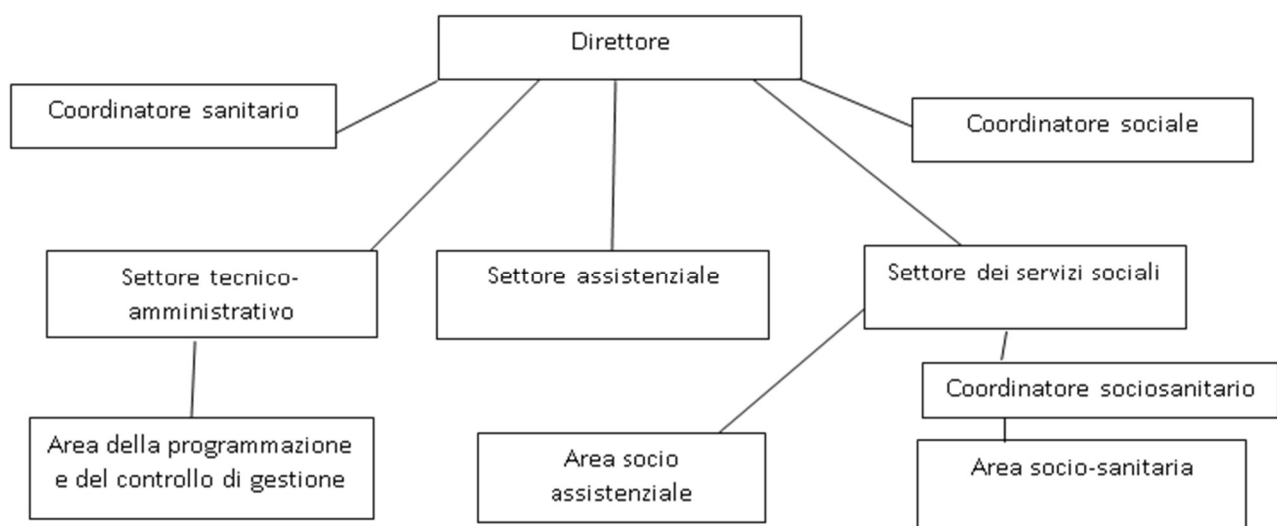 Direttore
Coordinatore sanitario
Coordinatore sociale
Settore tecnico-
amministrativo
Settore assistenziale
Settore dei servizi sociali
Coordinatore sociosanitario
Area della programmazione
e del controllo di gestione
Area socio
assistenziale
Area socio-sanitaria